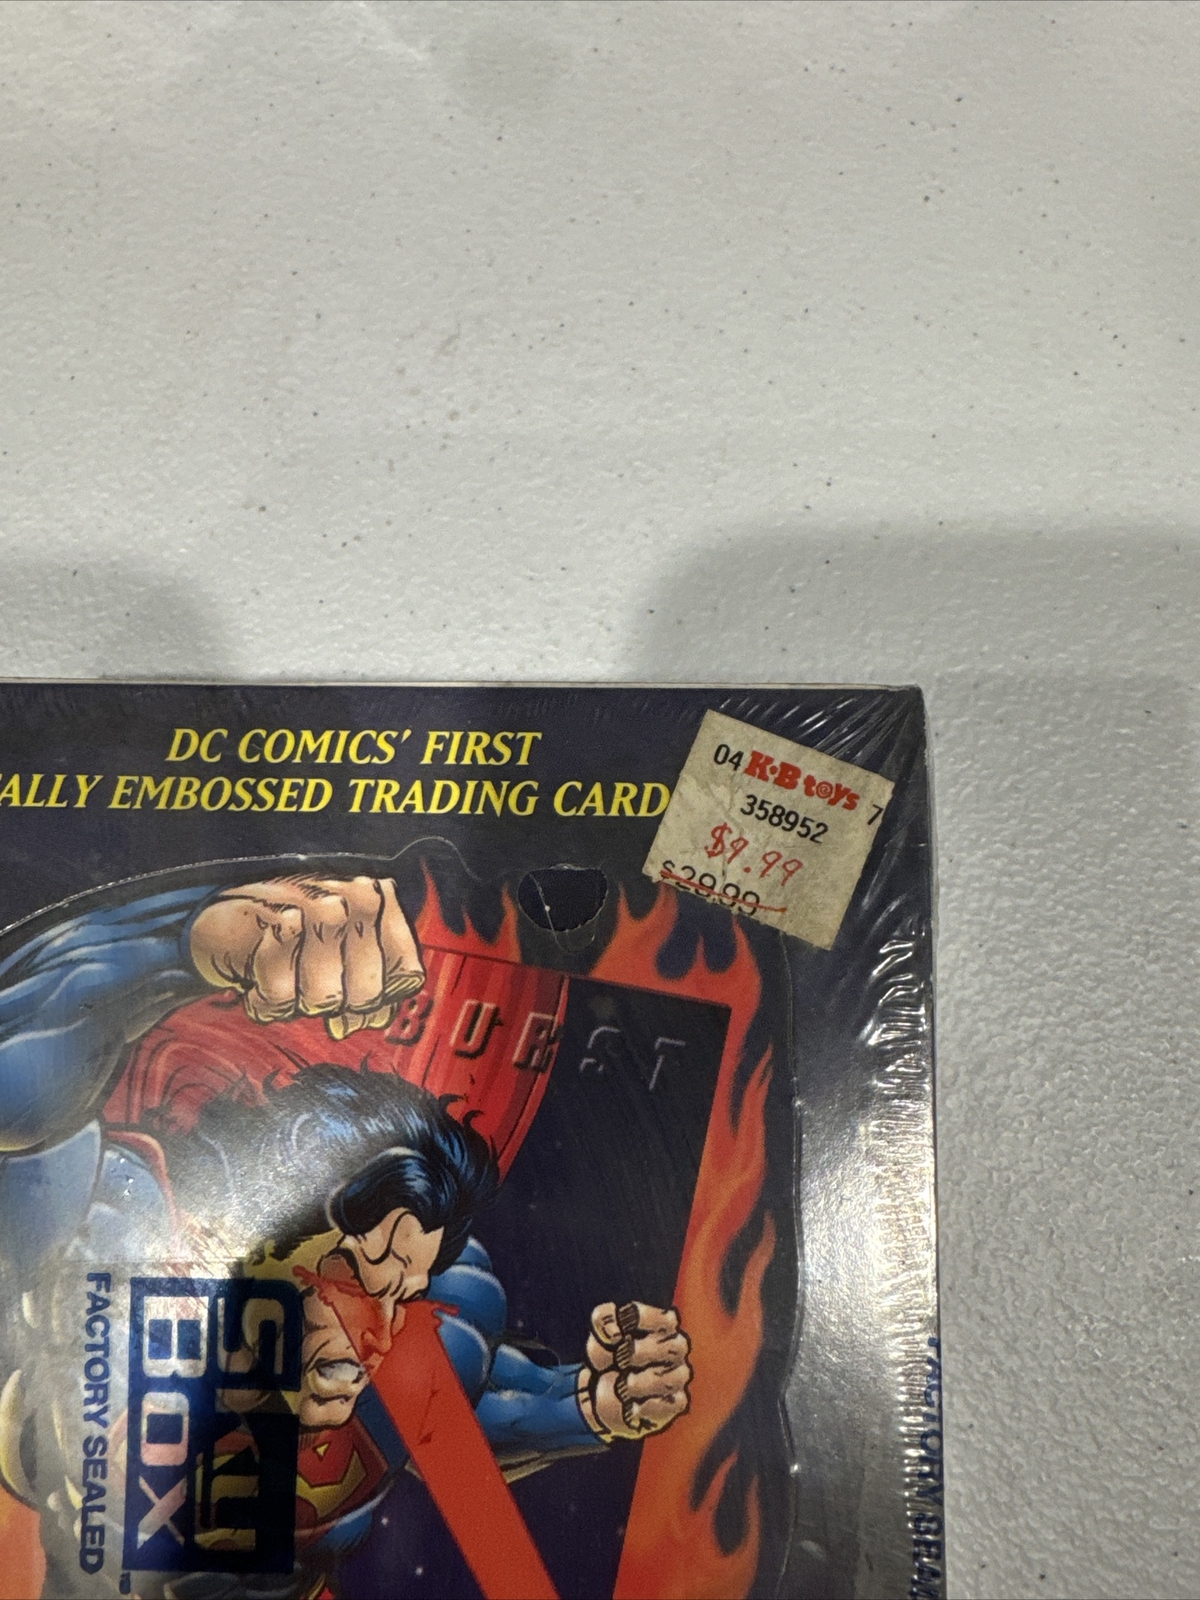 DC COMICS' FIRST
ALLY EMBOSSED TRADING CARD
04 K·B toys 7
358952
$9.99
$29.99
BURST
SKY
BOX
FACTORY SEALED